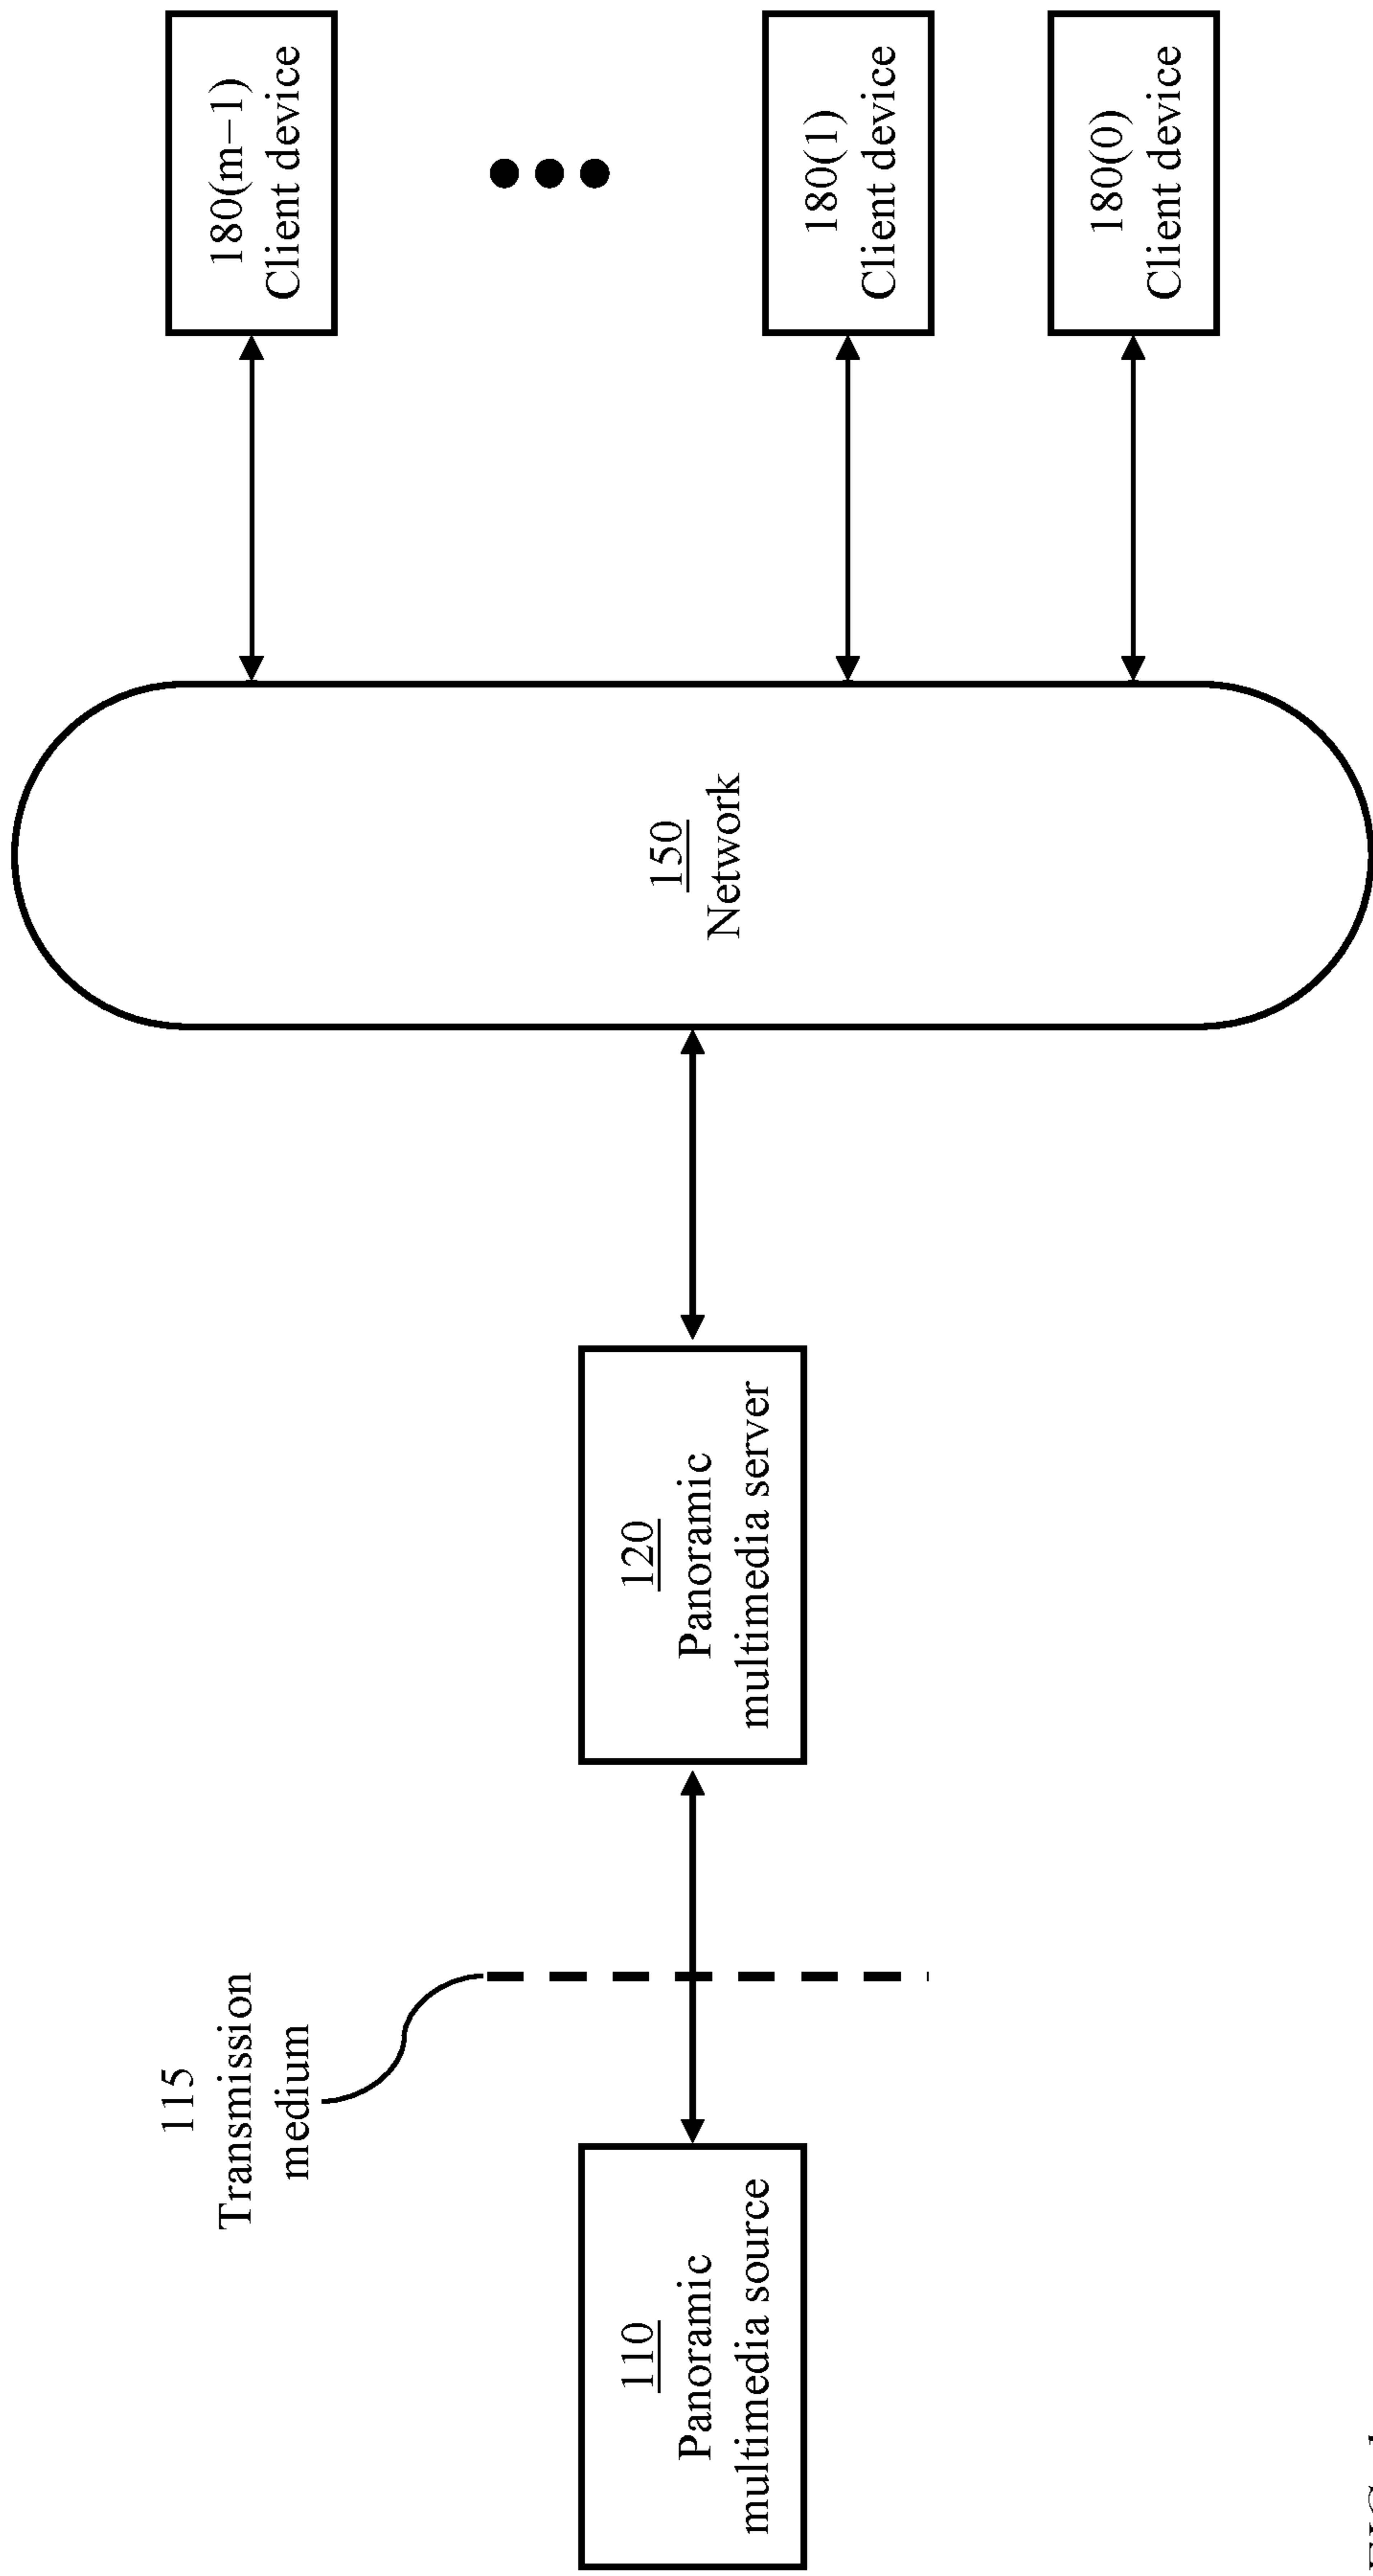 115
Transmission
medium
110
Panoramic
multimedia source
120
Panoramic
multimedia server
150
Network
180(m−1)
Client device
180(1)
Client device
180(0)
Client device